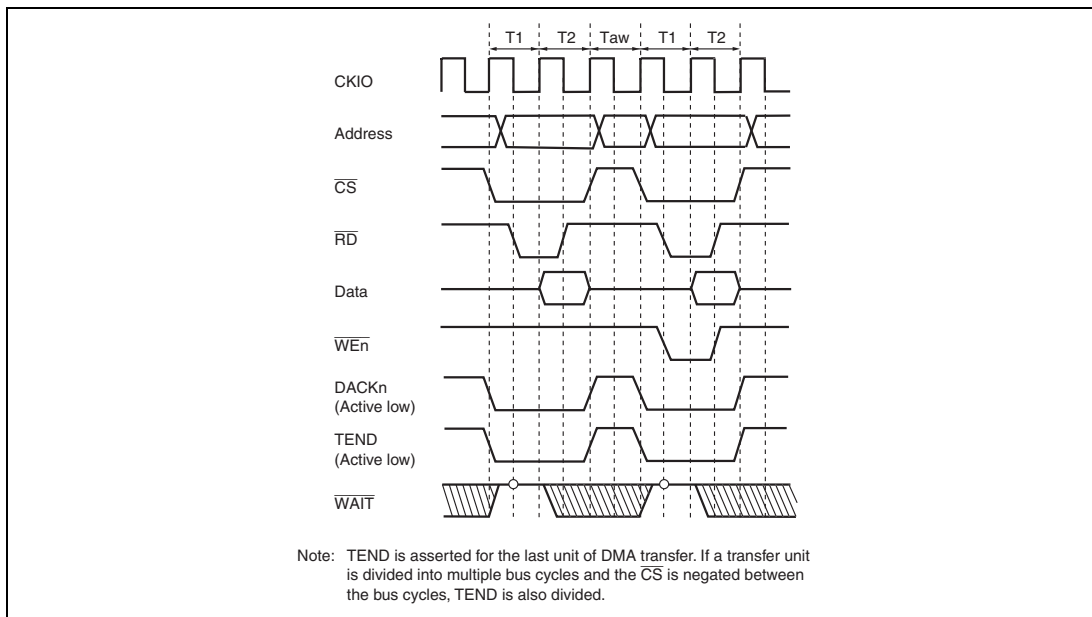 T1 T2 Taw T1 T2
CKIO
Address
CS
RD
Data
WEn
DACKn
(Active low)
TEND
(Active low)
WAIT
Note: TEND is asserted for the last unit of DMA transfer. If a transfer unit
is divided into multiple bus cycles and the CS is negated between
the bus cycles, TEND is also divided.